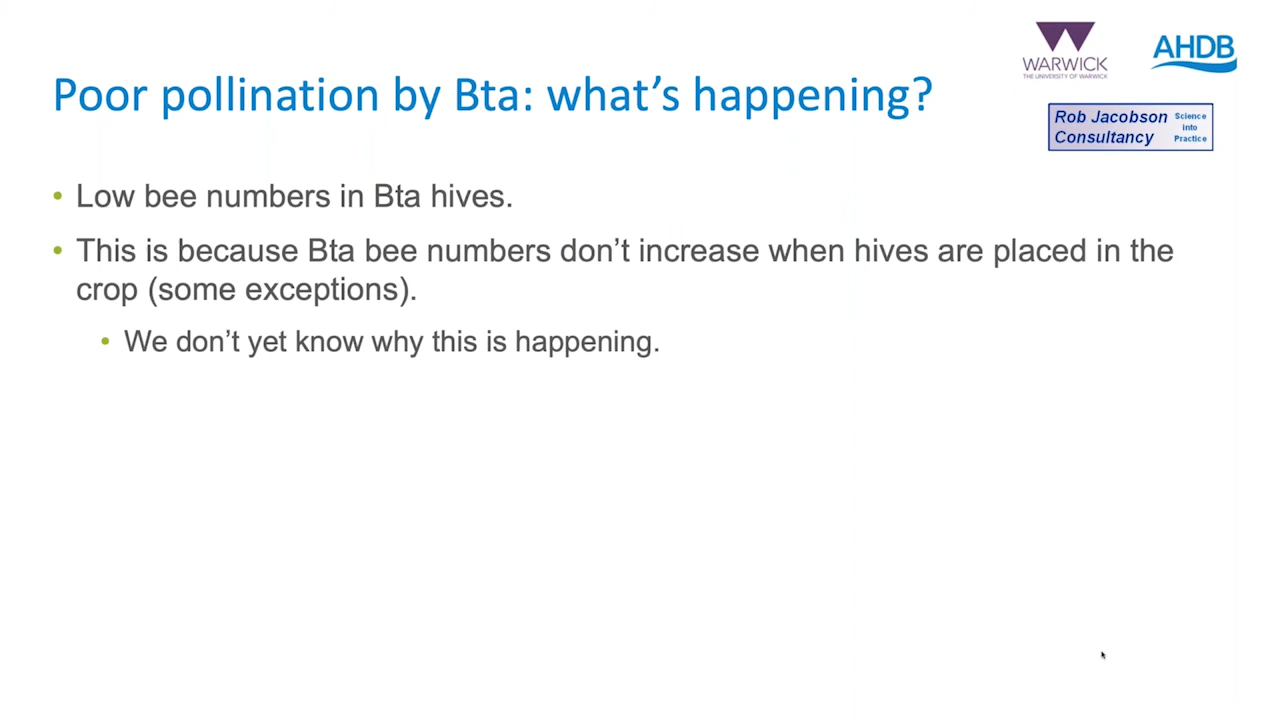 WARWICK
THE UNIVERSITY OF WARWICK
AHDB
Poor pollination by Bta: what's happening?
Rob Jacobson
Consultancy
Science
into
Practice
• Low bee numbers in Bta hives.
• This is because Bta bee numbers don't increase when hives are placed in the
crop (some exceptions).
• We don't yet know why this is happening.